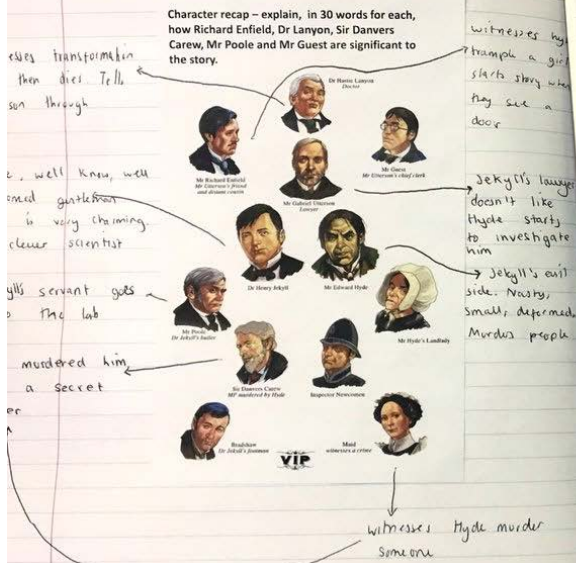 Character recap – explain, in 30 words for each,
how Richard Enfield, Dr Lanyon, Sir Danvers
Carew, Mr Poole and Mr Guest are significant to
the story.
esses transformation
then dies. Tells
son through
witnesses hyde
trample a girl
starts story when
they see a
door
Dr Hastie Lanyon
Doctor
Mr Richard Enfield
Mr Utterson's friend
and distant cousin
Mr Guest
Mr Utterson's chief clerk
Mr Gabriel Utterson
Lawyer
e, well know, well
omed gentleman
is very charming.
clever scientist
Jekyll's lawyer
doesn't like
Hyde starts
to investigate
him
Dr Henry Jekyll
Mr Edward Hyde
Jekyll's evil
side. Nasty,
small, deformed,
Murders people
ylls servant goes
the lab
Mr Poole
Dr Jekyll's butler
Mr Hyde's Landlady
murdered him
a secret
er
Sir Danvers Carew
MP murdered by Hyde
Inspector Newcomen
Bradshaw
Dr Jekyll's footman
VIP
Maid
witnesses a crime
witnesses Hyde murder
someone